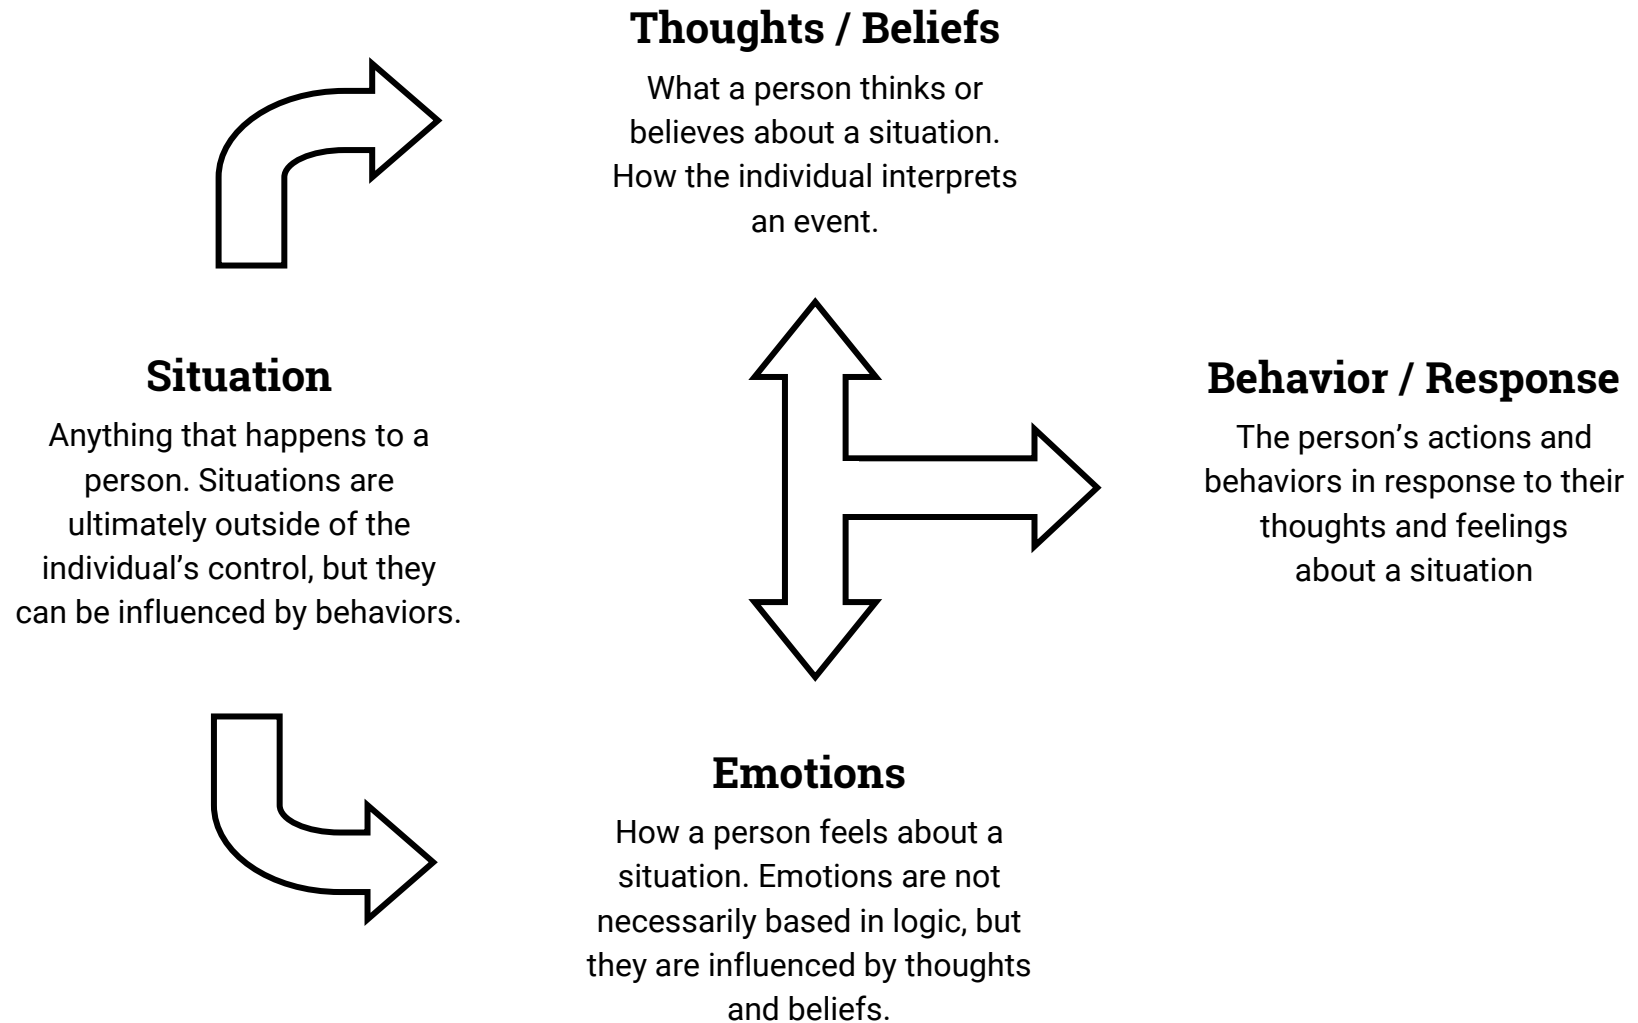 Thoughts / Beliefs
What a person thinks or
believes about a situation.
How the individual interprets
an event.
Situation
Anything that happens to a
person. Situations are
ultimately outside of the
individual’s control, but they
can be influenced by behaviors.
Behavior / Response
The person’s actions and
behaviors in response to their
thoughts and feelings
about a situation
Emotions
How a person feels about a
situation. Emotions are not
necessarily based in logic, but
they are influenced by thoughts
and beliefs.